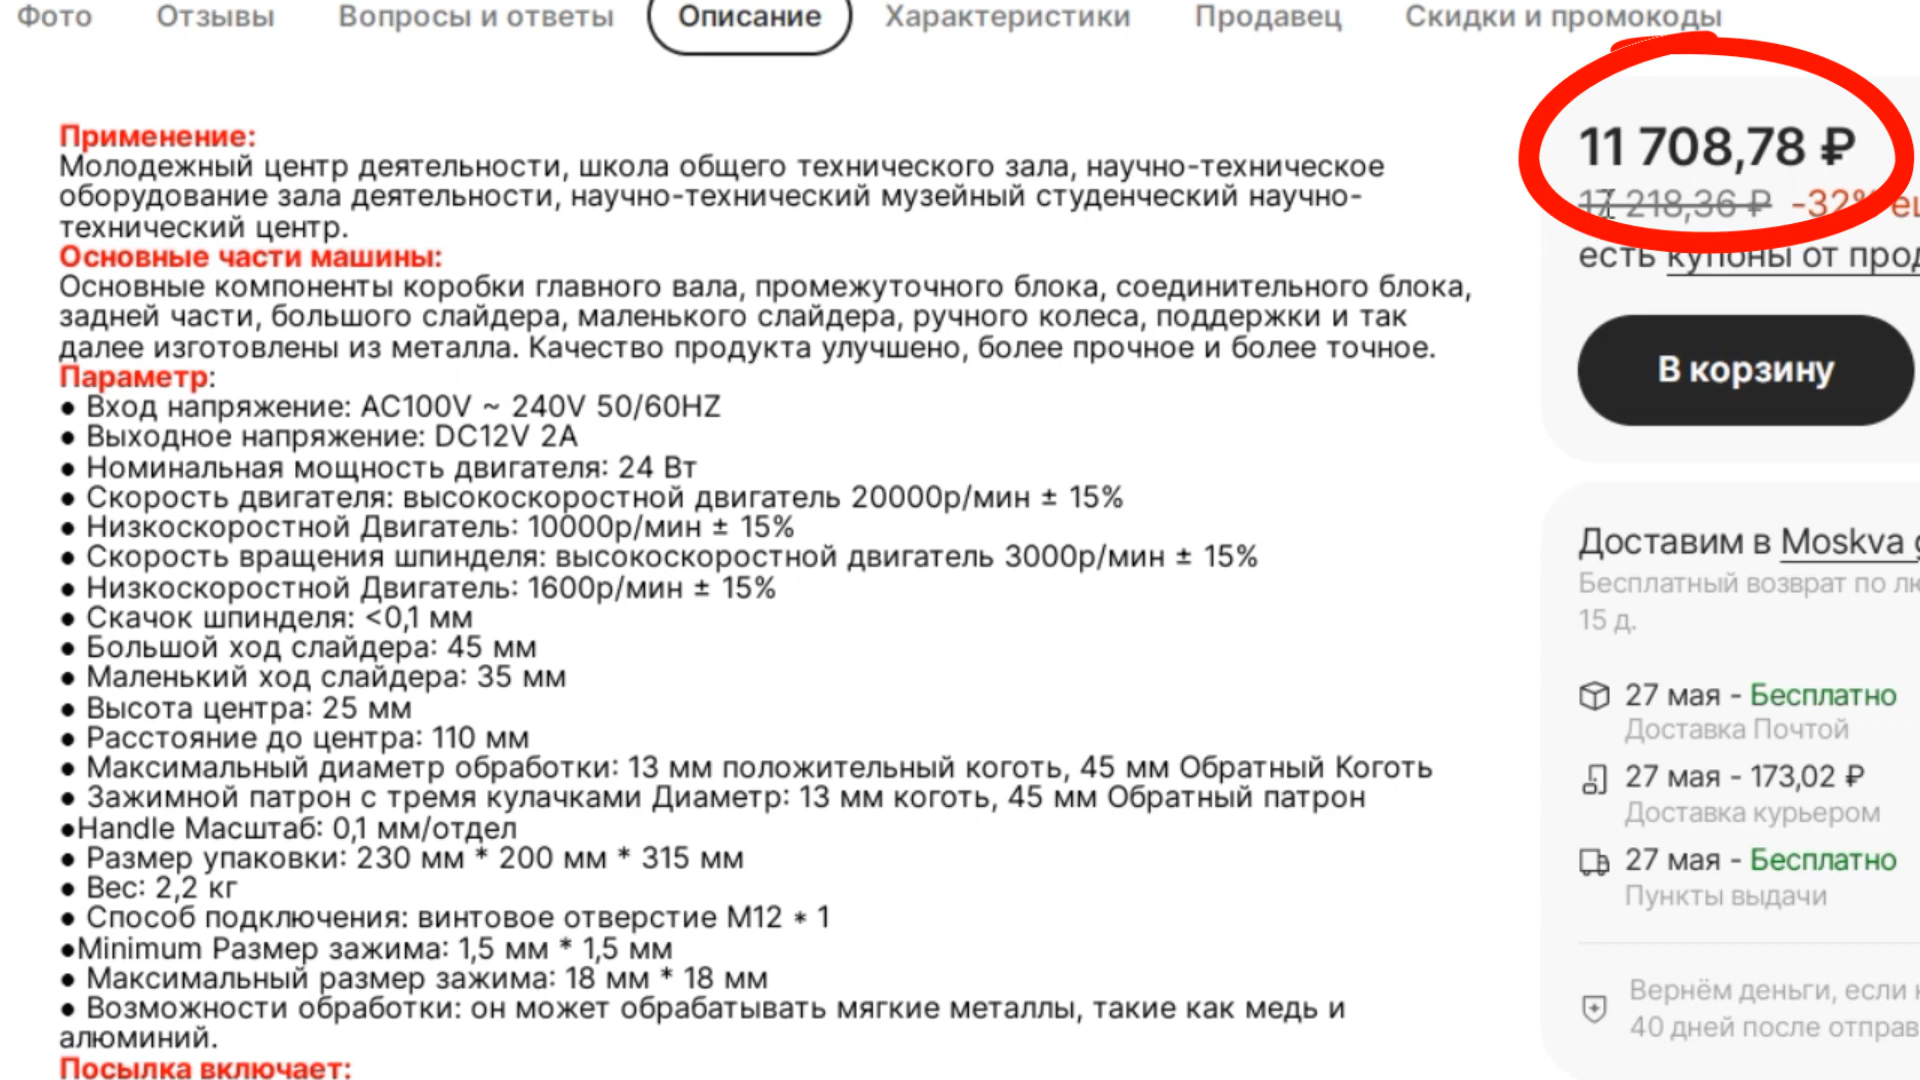 Фото Отзывы Вопросы и ответы Описание Характеристики Продавец Скидки и промокоды
Применение:
Молодежный центр деятельности, школа общего технического зала, научно-техническое
оборудование зала деятельности, научно-технический музейный студенческий научно-
технический центр.
Основные части машины:
Основные компоненты коробки главного вала, промежуточного блока, соединительного блока,
задней части, большого слайдера, маленького слайдера, ручного колеса, поддержки и так
далее изготовлены из металла. Качество продукта улучшено, более прочное и более точное.
Параметр:
● Вход напряжение: AC100V ~ 240V 50/60HZ
● Выходное напряжение: DC12V 2A
● Номинальная мощность двигателя: 24 Вт
● Скорость двигателя: высокоскоростной двигатель 20000р/мин ± 15%
● Низкоскоростной Двигатель: 10000р/мин ± 15%
● Скорость вращения шпинделя: высокоскоростной двигатель 3000р/мин ± 15%
● Низкоскоростной Двигатель: 1600р/мин ± 15%
● Скачок шпинделя: <0,1 мм
● Большой ход слайдера: 45 мм
● Маленький ход слайдера: 35 мм
● Высота центра: 25 мм
● Расстояние до центра: 110 мм
● Максимальный диаметр обработки: 13 мм положительный коготь, 45 мм Обратный Коготь
● Зажимной патрон с тремя кулачками Диаметр: 13 мм коготь, 45 мм Обратный патрон
●Handle Масштаб: 0,1 мм/отдел
● Размер упаковки: 230 мм * 200 мм * 315 мм
● Вес: 2,2 кг
● Способ подключения: винтовое отверстие M12 * 1
●Minimum Размер зажима: 1,5 мм * 1,5 мм
● Максимальный размер зажима: 18 мм * 18 мм
● Возможности обработки: он может обрабатывать мягкие металлы, такие как медь и
алюминий.
Посылка включает:
11 708,78 ₽
17 218,36 ₽ -32%
есть купоны от прод
В корзину
Доставим в Moskva
Бесплатный возврат по
15 д.
27 мая - Бесплатно
Доставка Почтой
27 мая - 173,02 ₽
Доставка курьером
27 мая - Бесплатно
Пункты выдачи
Вернём деньги, если
40 дней после отправ